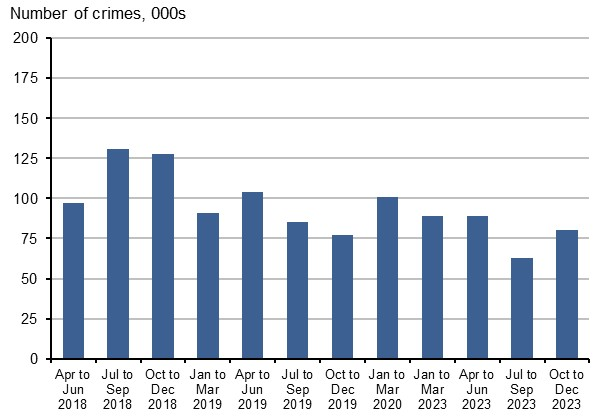 Number of crimes, 000s
200
175
150
125
100
75
50
25
0
Apr to Jul to Oct to Jan to Apr to Jul to Oct to Jan to Jan to Apr to Jul to Oct to
Jun Sep Dec Mar Jun Sep Dec Mar Mar Jun Sep Dec
2018 2018 2018 2019 2019 2019 2019 2020 2023 2023 2023 2023